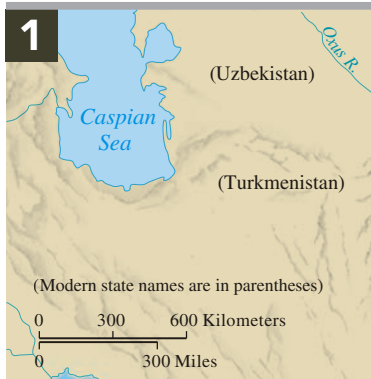 1
Oxus R.
(Uzbekistan)
Caspian
Sea
(Turkmenistan)
(Modern state names are in parentheses)
0 300 600 Kilometers
0 300 Miles